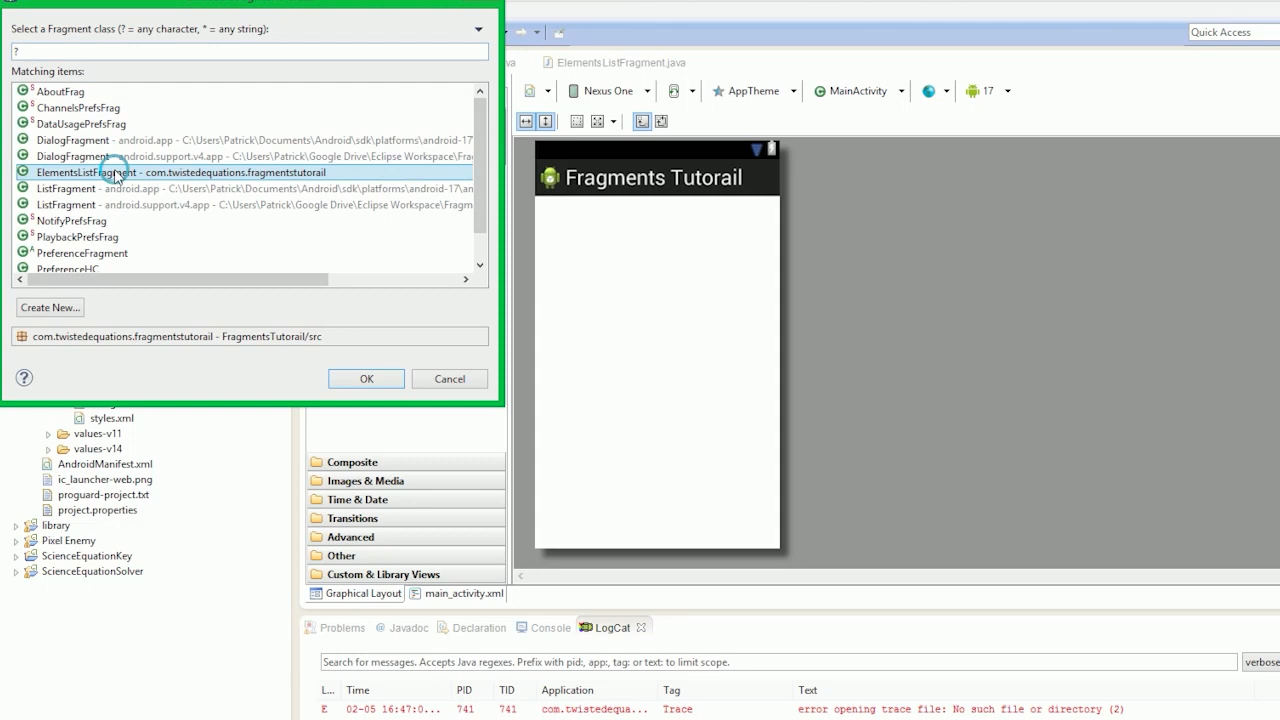 Select a Fragment class (? = any character, * = any string):
?
Matching items:
S AboutFrag
S ChannelsPrefsFrag
S DataUsagePrefsFrag
DialogFragment - android.app - C:\Users\Patrick\Documents\Android\sdk\platforms\android-17
DialogFragment - android.support.v4.app - C:\Users\Patrick\Google Drive\Eclipse Workspace\Frag
ElementsListFragment - com.twistedequations.fragmentstutorail
ListFragment - android.app - C:\Users\Patrick\Documents\Android\sdk\platforms\android-17\an
ListFragment - android.support.v4.app - C:\Users\Patrick\Google Drive\Eclipse Workspace\Fragm
S NotifyPrefsFrag
S PlaybackPrefsFrag
A PreferenceFragment
PreferenceHC
Create New...
com.twistedequations.fragmentstutorail - FragmentsTutorail/src
?
OK
Cancel
Quick Access
va
ElementsListFragment.java
Nexus One
AppTheme
MainActivity
17
Fragments Tutorail
styles.xml
values-v11
values-v14
AndroidManifest.xml
ic_launcher-web.png
proguard-project.txt
project.properties
library
Pixel Enemy
ScienceEquationKey
ScienceEquationSolver
Composite
Images & Media
Time & Date
Transitions
Advanced
Other
Custom & Library Views
Graphical Layout
main_activity.xml
Problems
@ Javadoc
Declaration
Console
LogCat
Search for messages. Accepts Java regexes. Prefix with pid:, app:, tag: or text: to limit scope.
verbose
L... Time PID TID Application Tag Text
E 02-05 16:47:0... 741 741 com.twistedequa... Trace error opening trace file: No such file or directory (2)